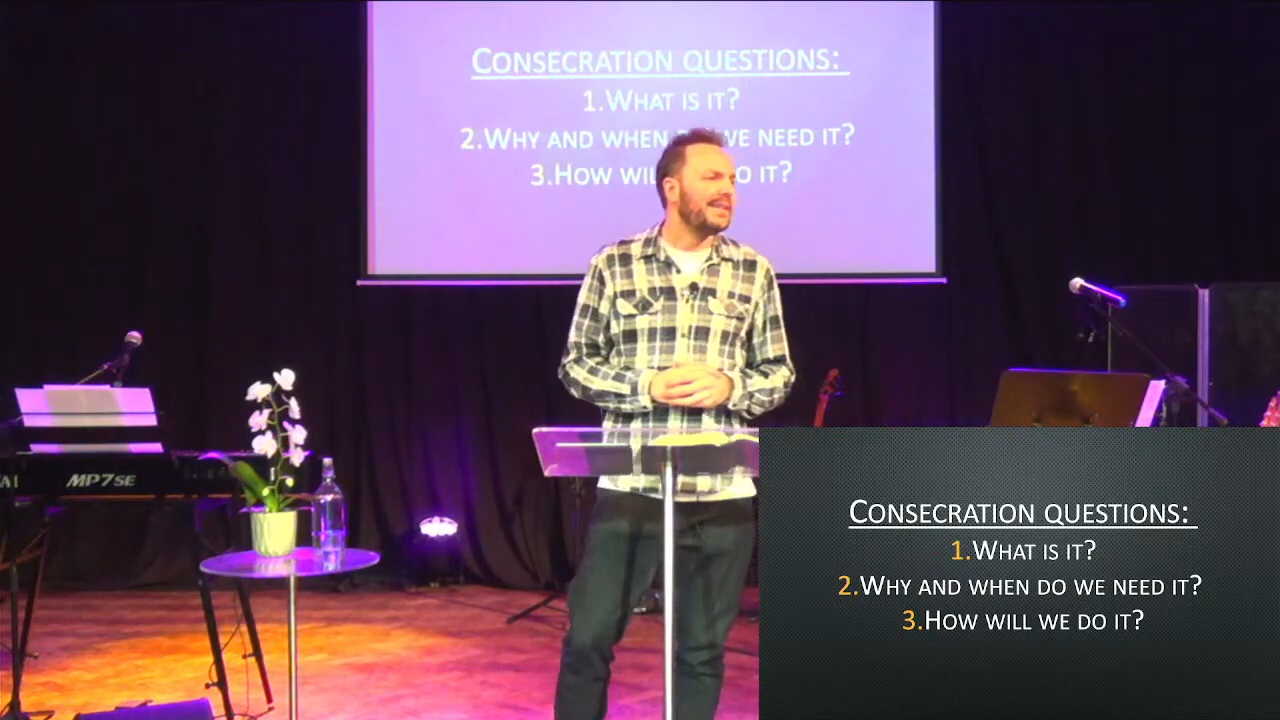 CONSECRATION QUESTIONS:
1.WHAT IS IT?
2.WHY AND WHEN WE NEED IT?
3.HOW O IT?
MP7SE
CONSECRATION QUESTIONS:
1.WHAT IS IT?
2.WHY AND WHEN DO WE NEED IT?
3.HOW WILL WE DO IT?